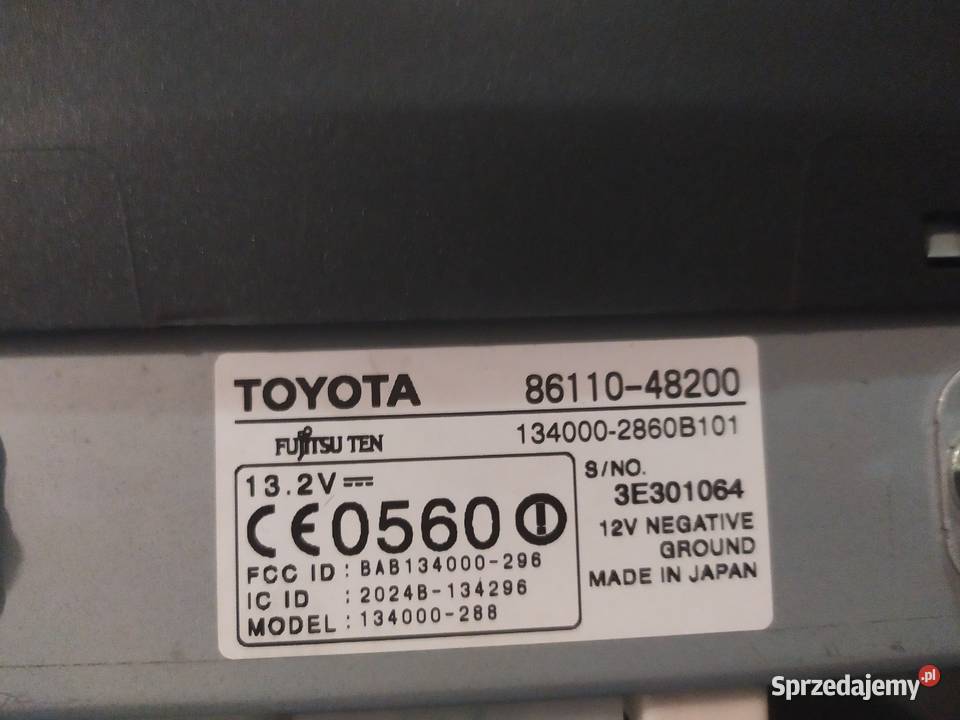 TOYOTA 86110-48200
FUJITSU TEN 134000-2860B101
13.2V⎓
CE0560!
FCC ID : BAB134000-296
IC ID : 2024B-134296
MODEL : 134000-288
S/NO.
3E301064
12V NEGATIVE
GROUND
MADE IN JAPAN
Sprzedajemy.pl